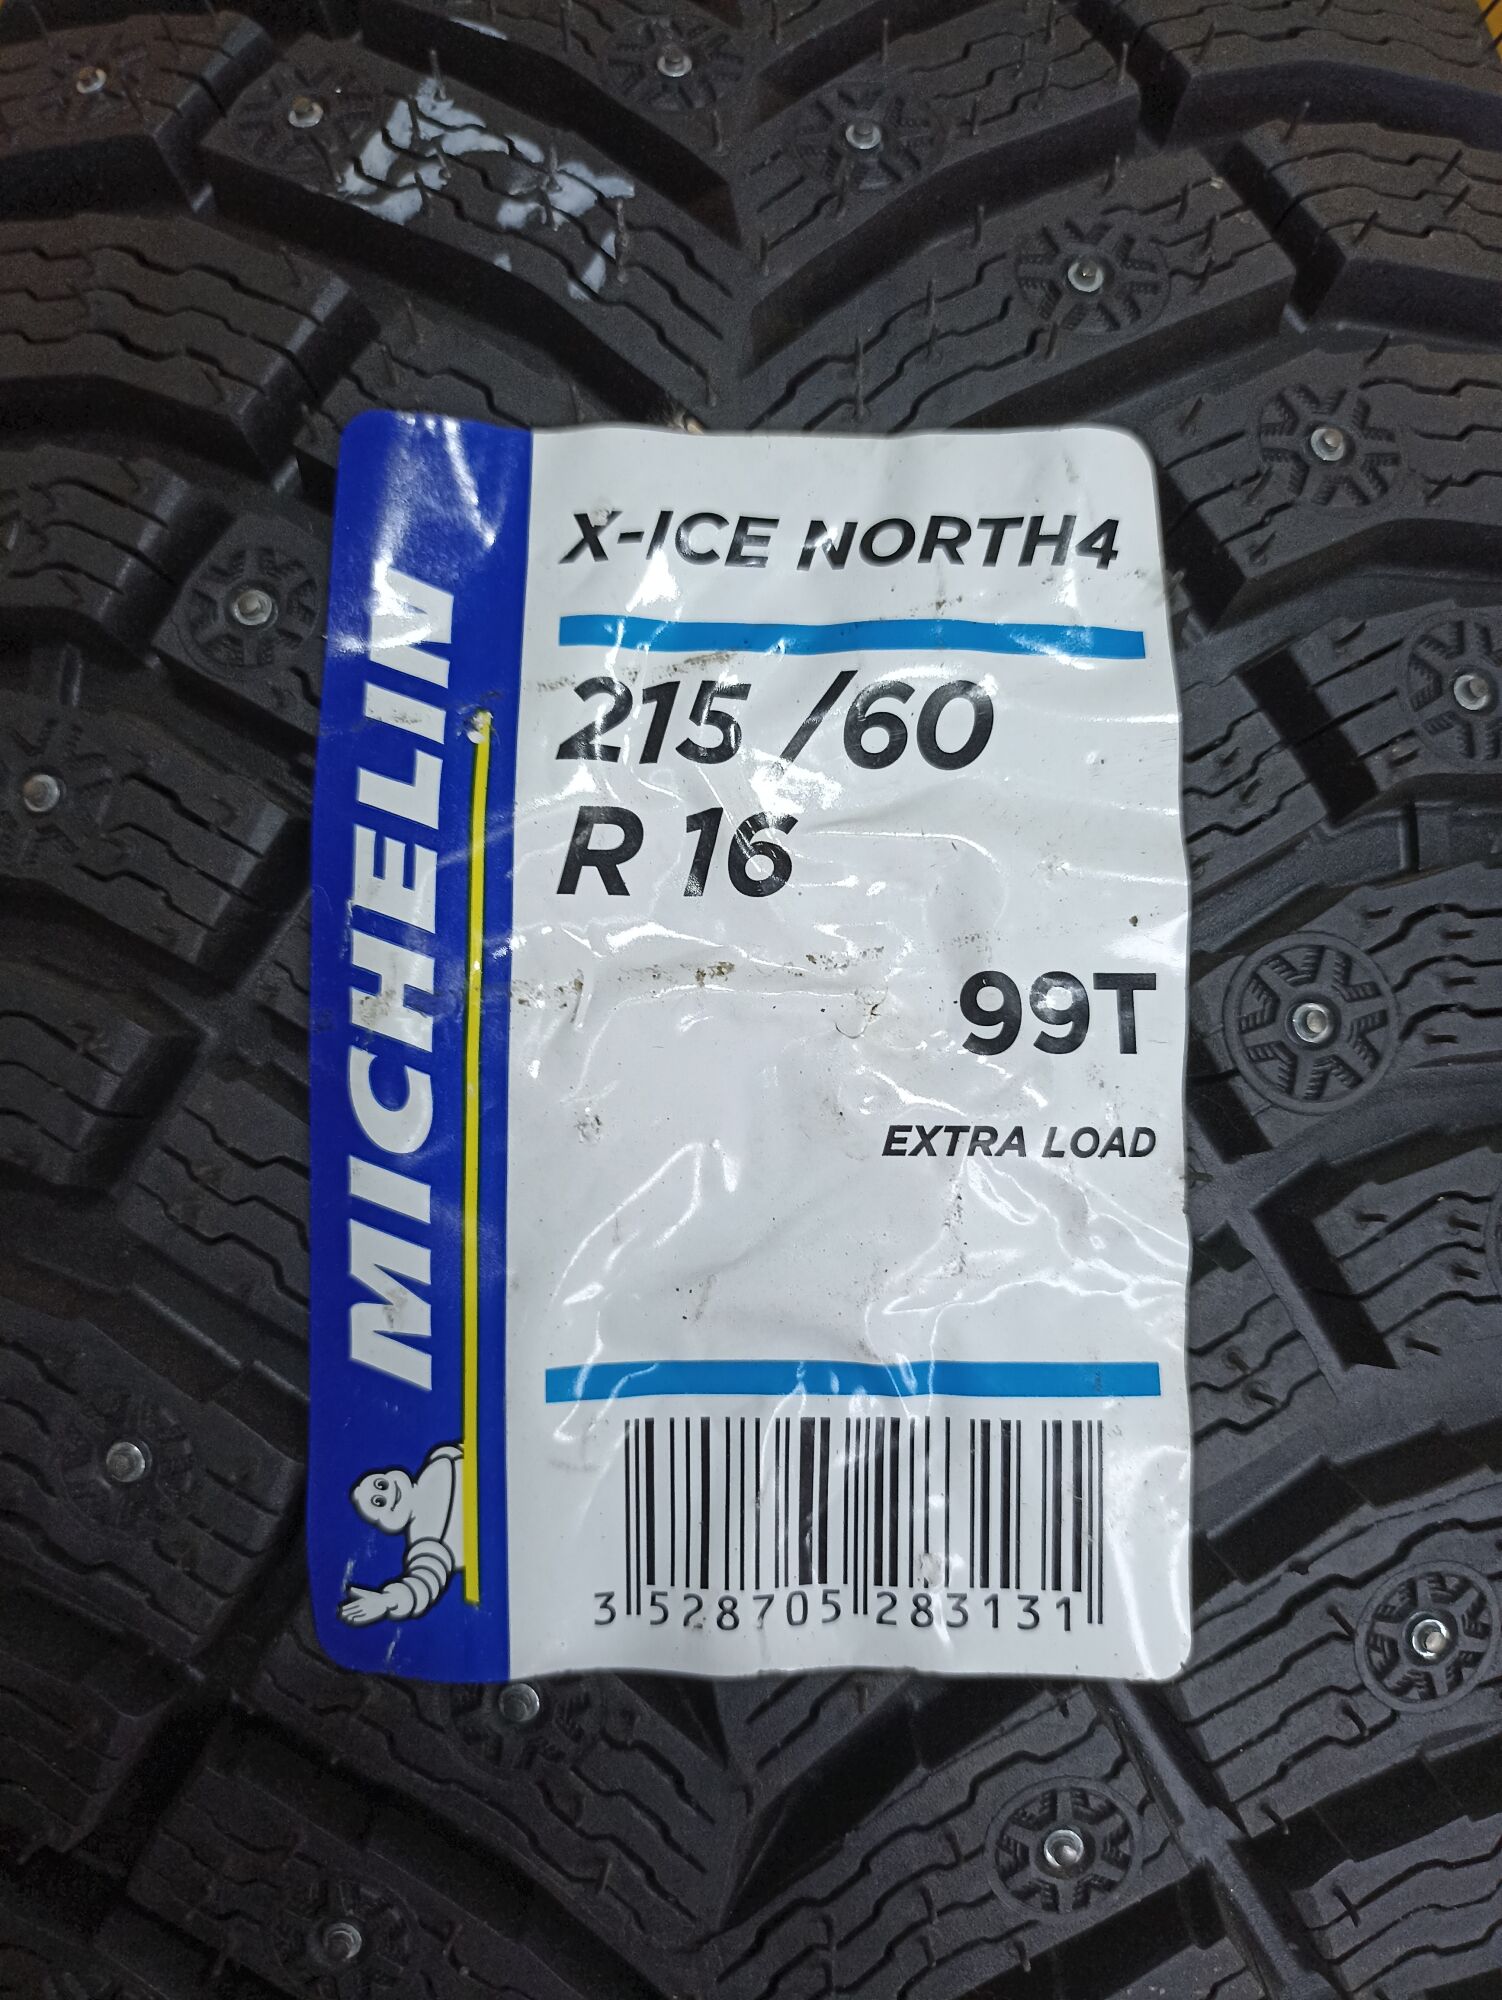 MICHELIN
X-ICE NORTH4
215 /60
R 16
99T
EXTRA LOAD
3 528705 283131